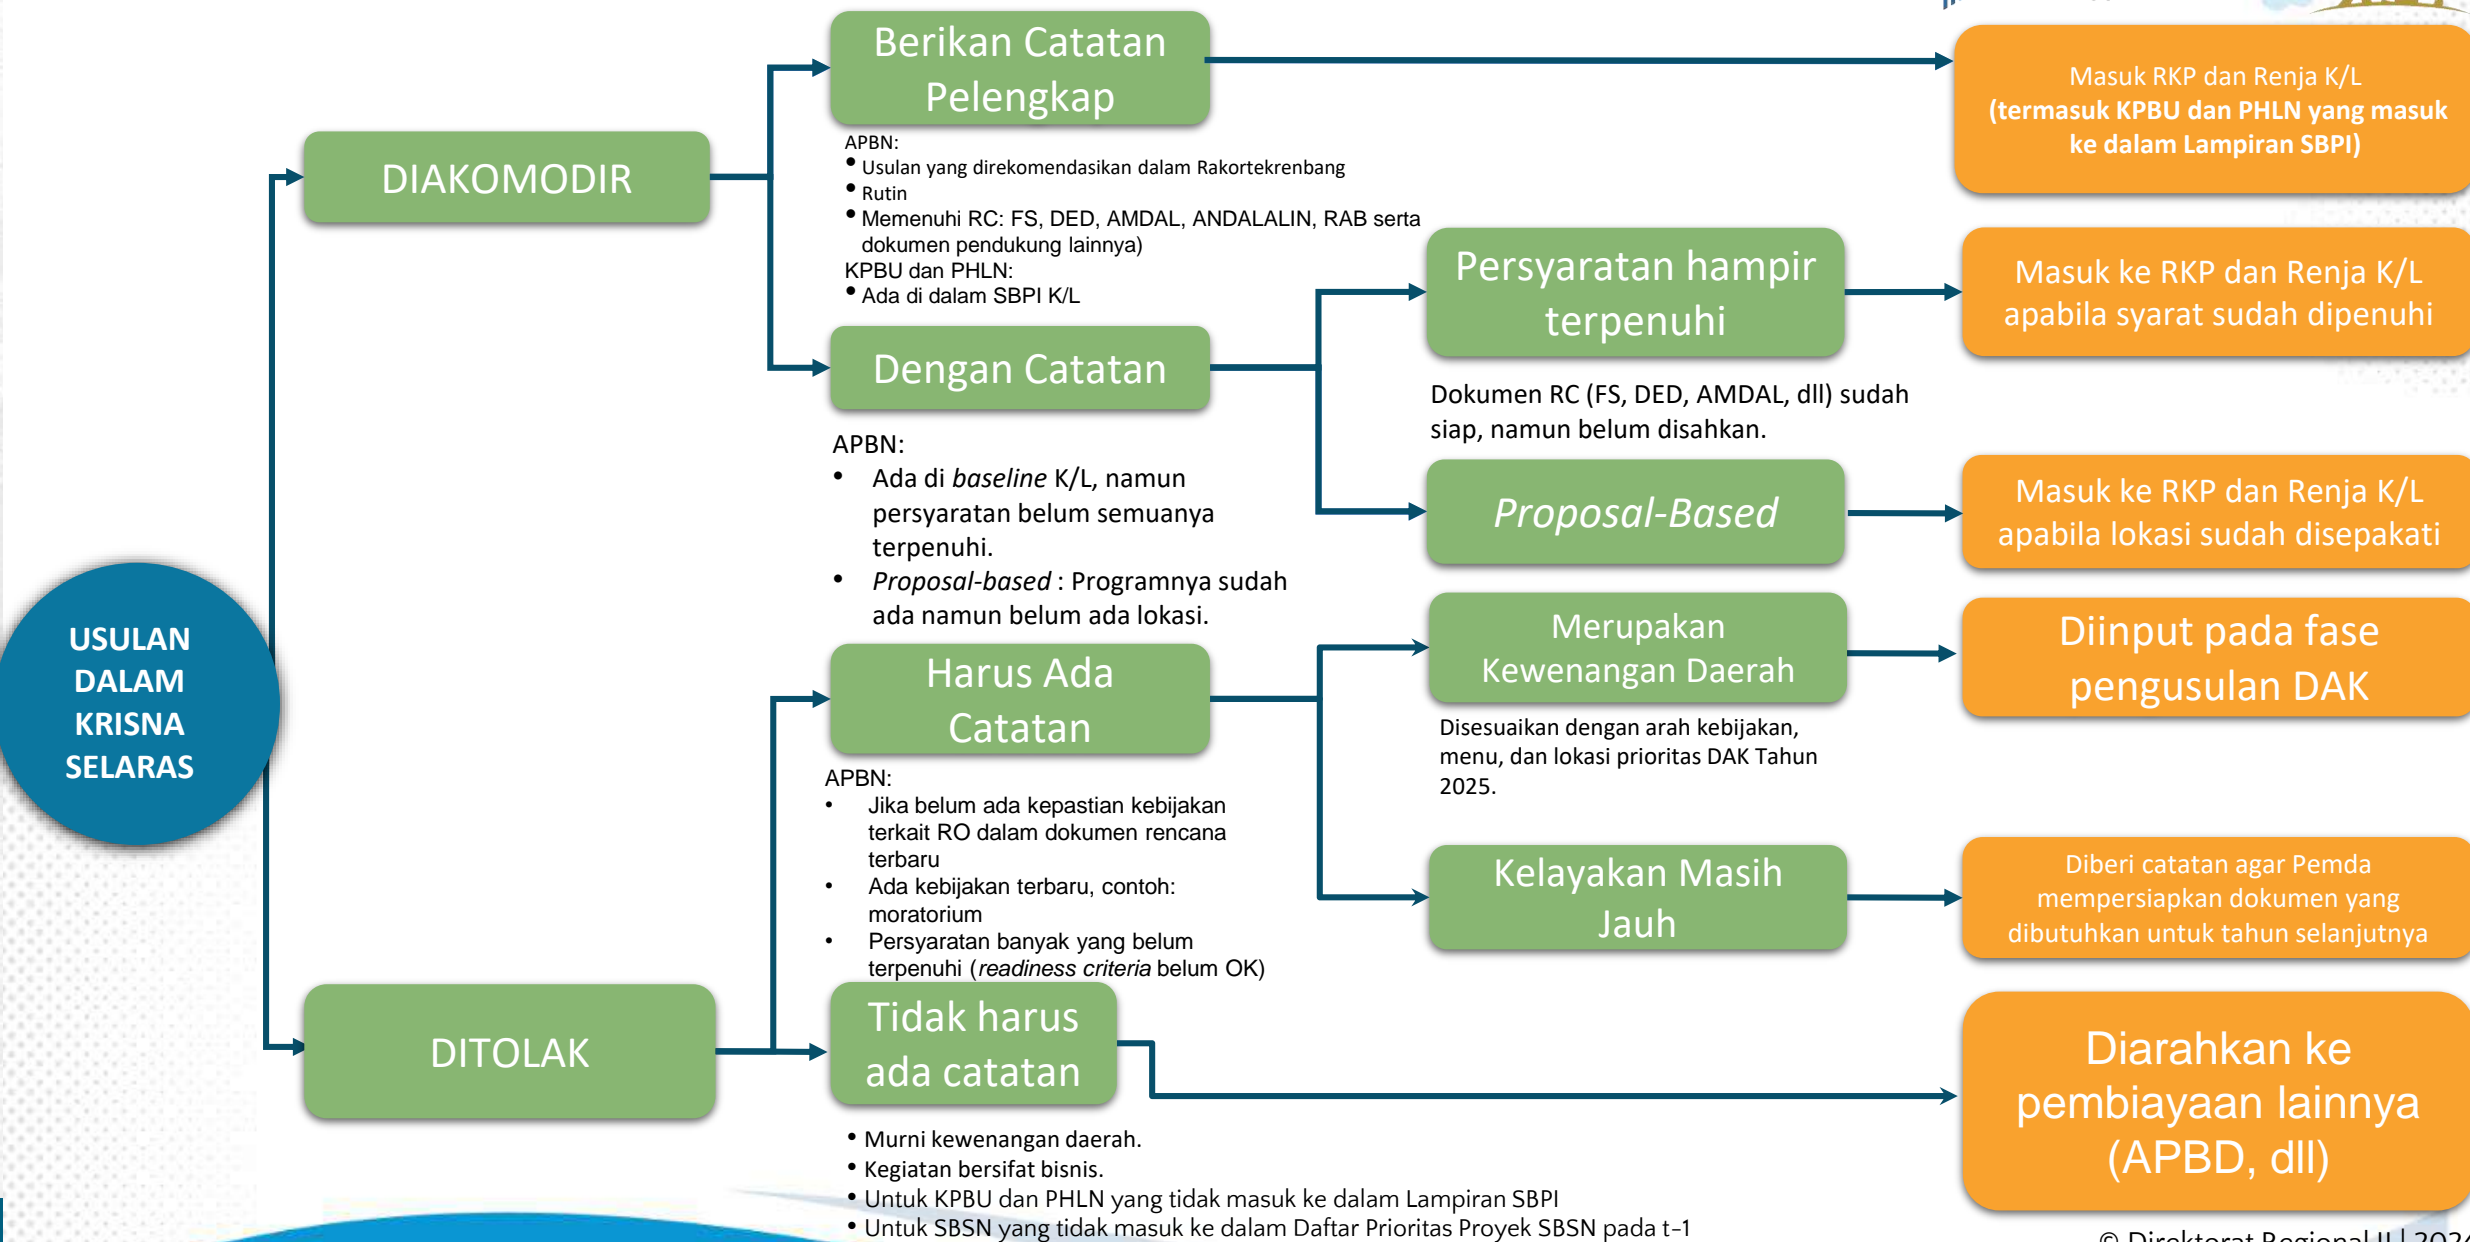 USULAN
DALAM
KRISNA
SELARAS
DIAKOMODIR
Berikan Catatan
Pelengkap
APBN:
• Usulan yang direkomendasikan dalam Rakortekrenbang
• Rutin
• Memenuhi RC: FS, DED, AMDAL, ANDALALIN, RAB serta
dokumen pendukung lainnya)
KPBU dan PHLN:
• Ada di dalam SBPI K/L
Masuk RKP dan Renja K/L
(termasuk KPBU dan PHLN yang masuk
ke dalam Lampiran SBPI)
Dengan Catatan
APBN:
• Ada di baseline K/L, namun
persyaratan belum semuanya
terpenuhi.
• Proposal-based : Programnya sudah
ada namun belum ada lokasi.
Persyaratan hampir
terpenuhi
Dokumen RC (FS, DED, AMDAL, dll) sudah
siap, namun belum disahkan.
Masuk ke RKP dan Renja K/L
apabila syarat sudah dipenuhi
Proposal-Based
Masuk ke RKP dan Renja K/L
apabila lokasi sudah disepakati
DITOLAK
Harus Ada
Catatan
APBN:
• Jika belum ada kepastian kebijakan
terkait RO dalam dokumen rencana
terbaru
• Ada kebijakan terbaru, contoh:
moratorium
• Persyaratan banyak yang belum
terpenuhi (readiness criteria belum OK)
Merupakan
Kewenangan Daerah
Disesuaikan dengan arah kebijakan,
menu, dan lokasi prioritas DAK Tahun
2025.
Diinput pada fase
pengusulan DAK
Kelayakan Masih
Jauh
Diberi catatan agar Pemda
mempersiapkan dokumen yang
dibutuhkan untuk tahun selanjutnya
Tidak harus
ada catatan
• Murni kewenangan daerah.
• Kegiatan bersifat bisnis.
• Untuk KPBU dan PHLN yang tidak masuk ke dalam Lampiran SBPI
• Untuk SBSN yang tidak masuk ke dalam Daftar Prioritas Proyek SBSN pada t-1
Diarahkan ke
pembiayaan lainnya
(APBD, dll)
© Direktorat Regional II | 2024